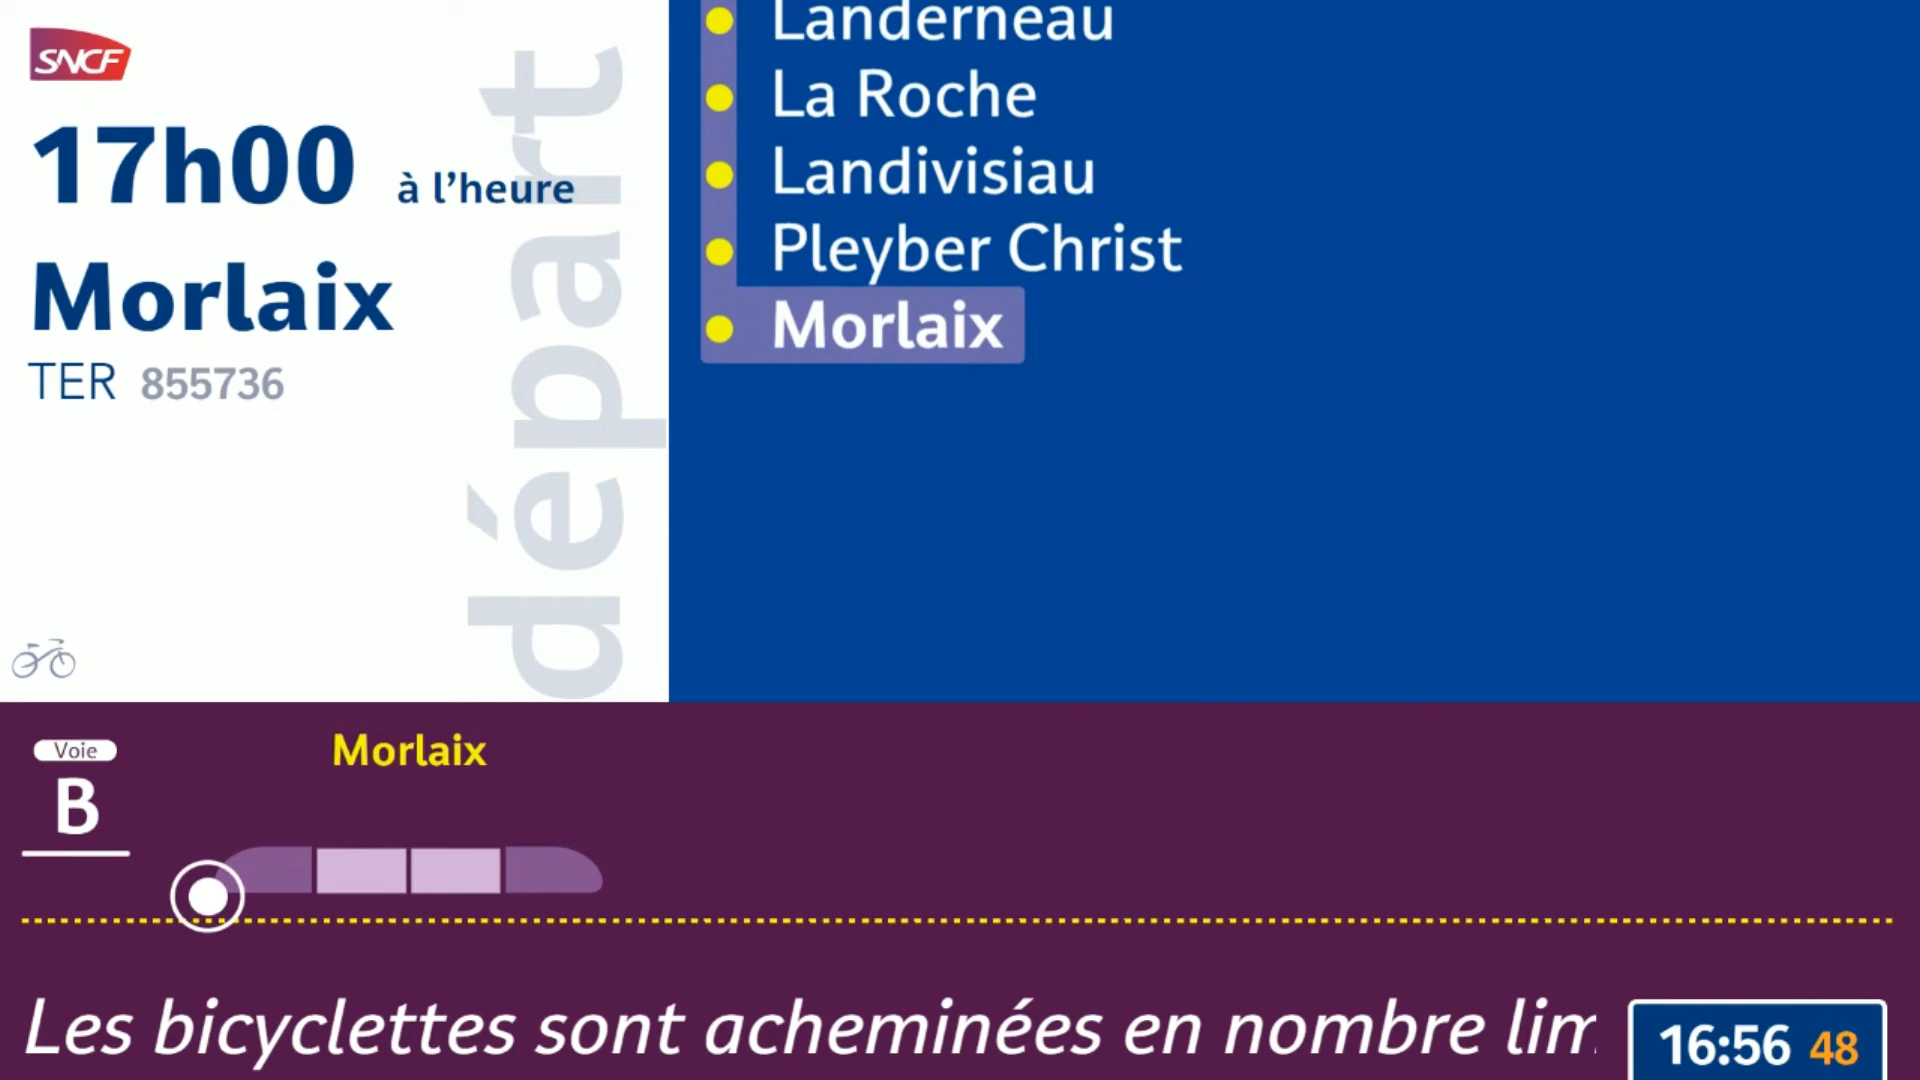 SNCF
17h00 à l'heure
Morlaix
TER 855736
départ
Landerneau
La Roche
Landivisiau
Pleyber Christ
Morlaix
Voie
B
Morlaix
Les bicyclettes sont acheminées en nombre lim
16:56 48